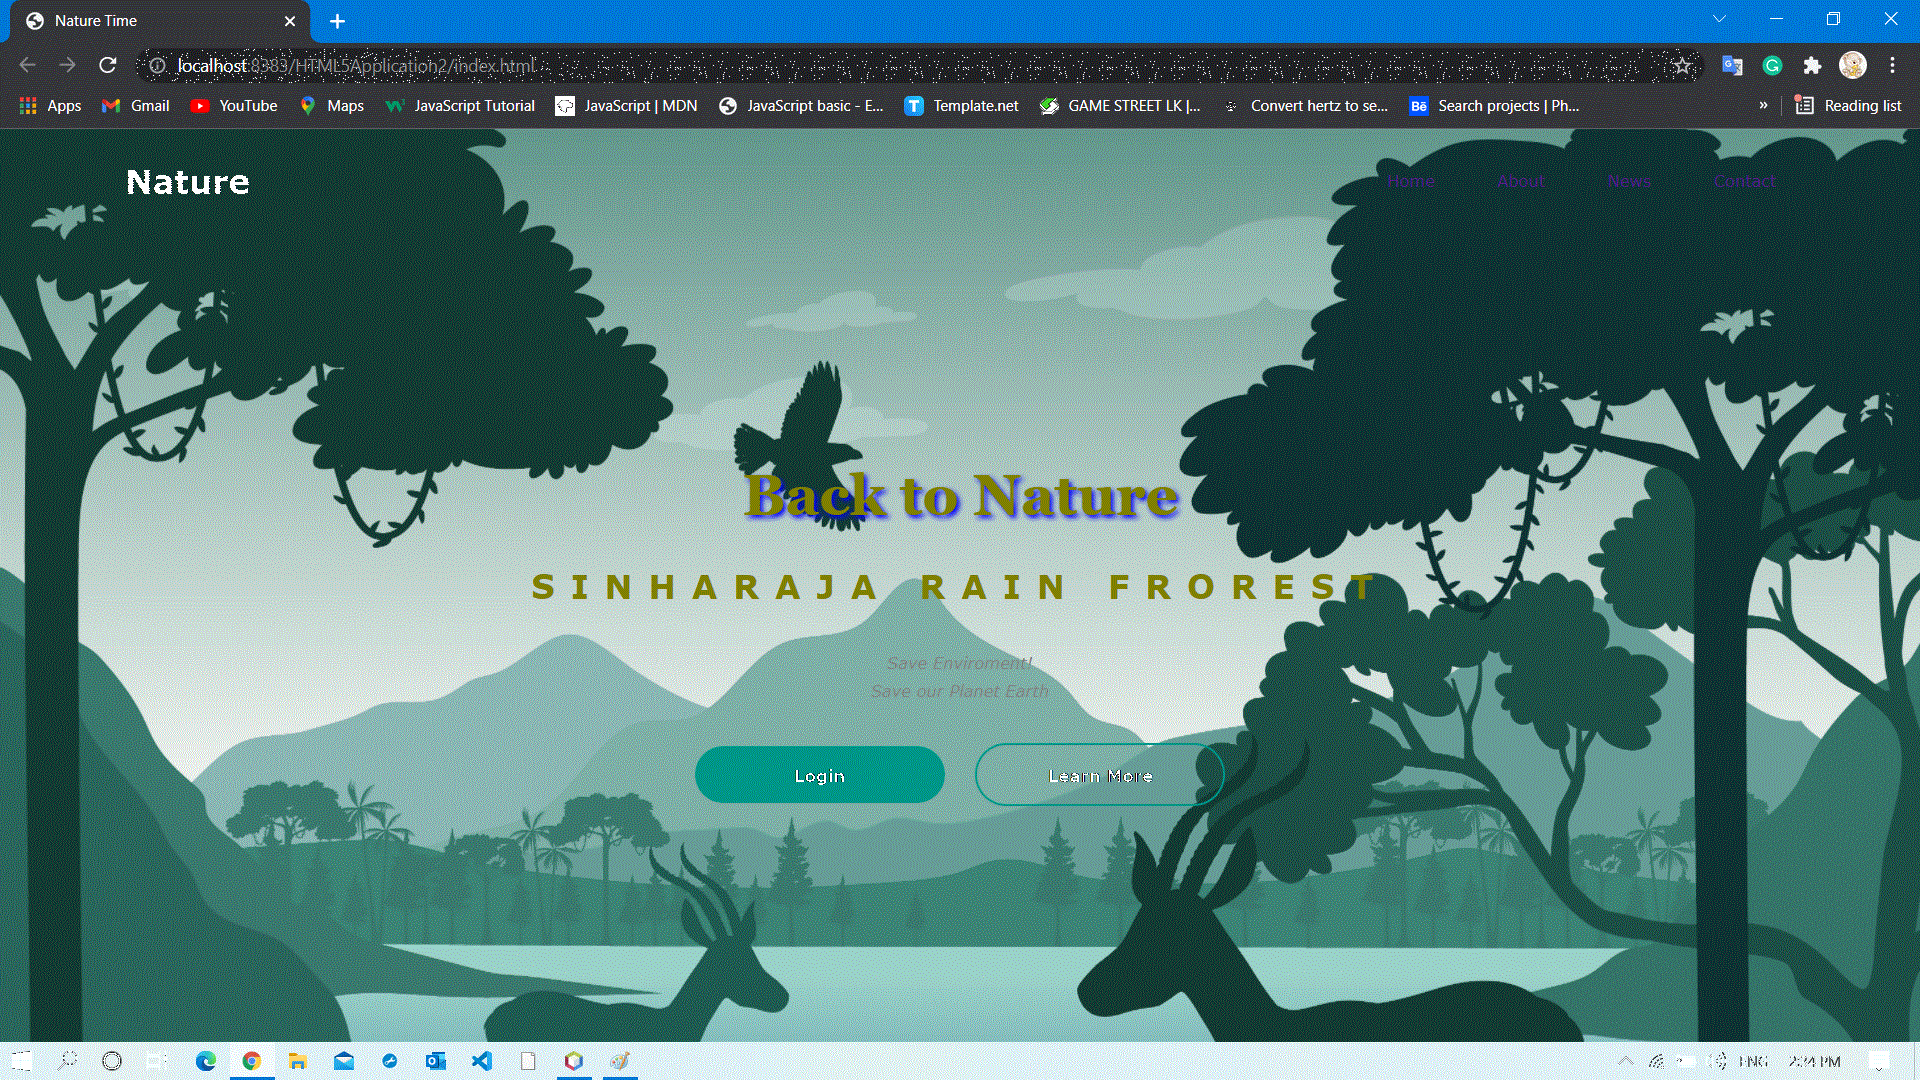 Nature Time
localhost:8383/HTML5Application2/index.html
Apps Gmail YouTube Maps JavaScript Tutorial JavaScript | MDN JavaScript basic - E... Template.net GAME STREET LK |... Convert hertz to se... Search projects | Ph... » Reading list
Nature Home About News Contact
Back to Nature
SINHARAJA RAIN FROREST
Save Enviroment!
Save our Planet Earth
Login Learn More
ENG 2:34 PM